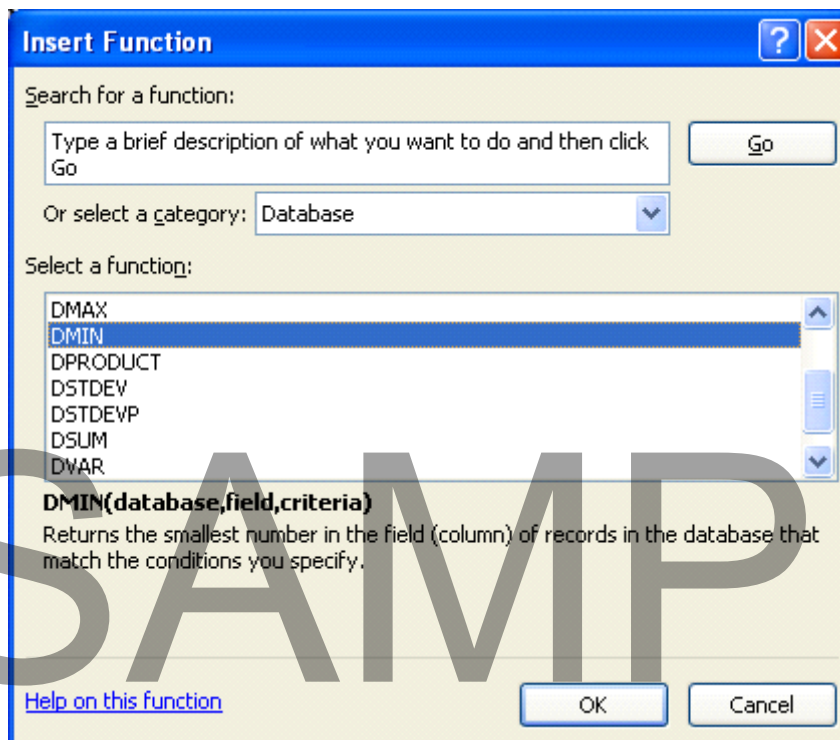 Insert Function
?
Search for a function:
Type a brief description of what you want to do and then click
Go
Go
Or select a category: Database
Select a function:
DMAX
DMIN
DPRODUCT
DSTDEV
DSTDEVP
DSUM
DVAR
DMIN(database,field,criteria)
Returns the smallest number in the field (column) of records in the database that
match the conditions you specify.
SAMP
Help on this function
OK
Cancel